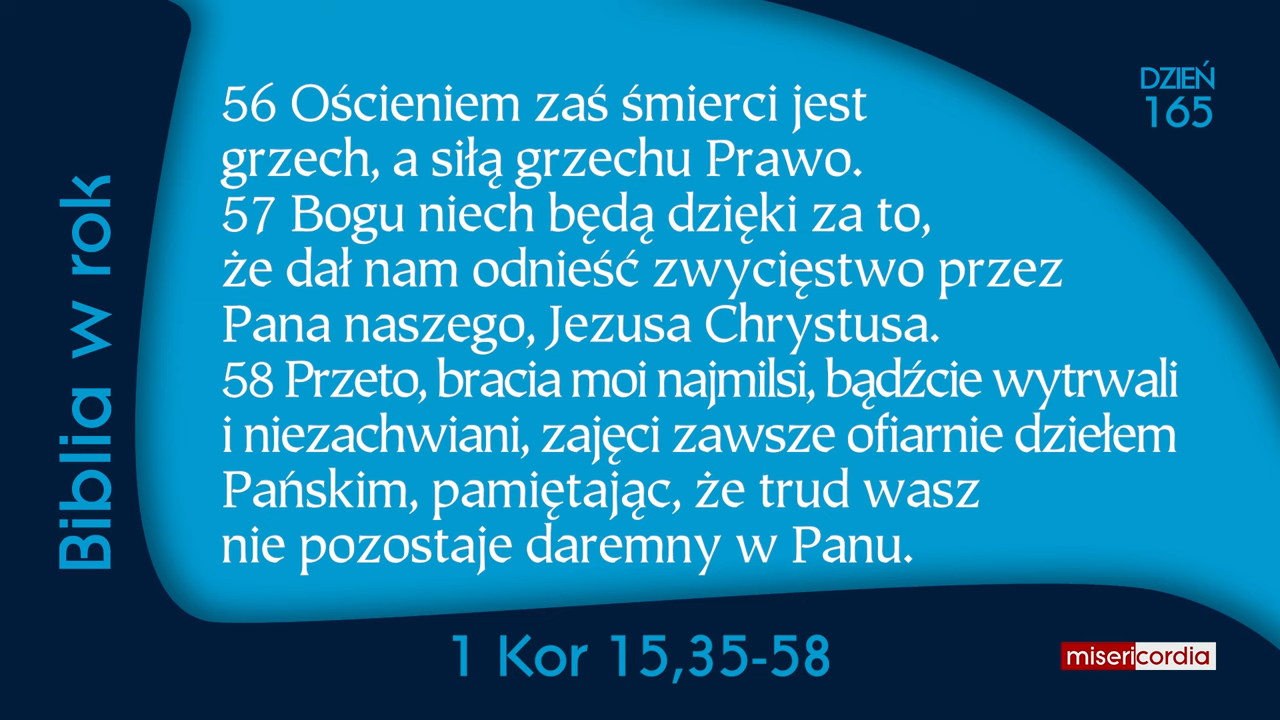 DZIEŃ
165
56 Ościeniem zaś śmierci jest
grzech, a siłą grzechu Prawo.
57 Bogu niech będą dzięki za to,
że dał nam odnieść zwycięstwo przez
Pana naszego, Jezusa Chrystusa.
58 Przeto, bracia moi najmilsi, bądźcie wytrwali
i niezachwiani, zajęci zawsze ofiarnie dziełem
Pańskim, pamiętając, że trud wasz
nie pozostaje daremny w Panu.
Biblia w rok
1 Kor 15,35-58
misericordia